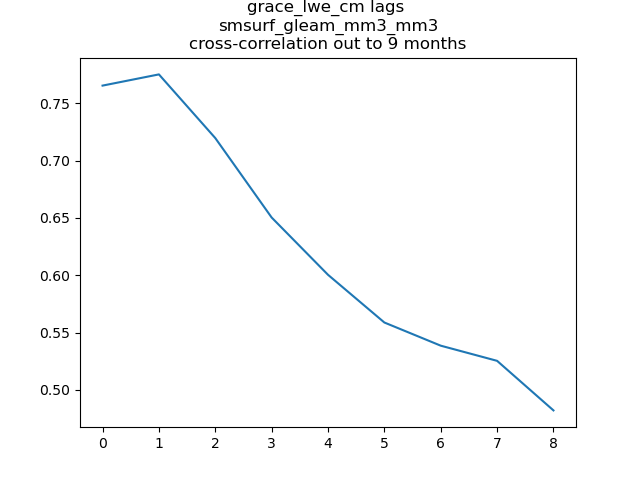 grace_lwe_cm lags
smsurf_gleam_mm3_mm3
cross-correlation out to 9 months
0.75
0.70
0.65
0.60
0.55
0.50
0 1 2 3 4 5 6 7 8